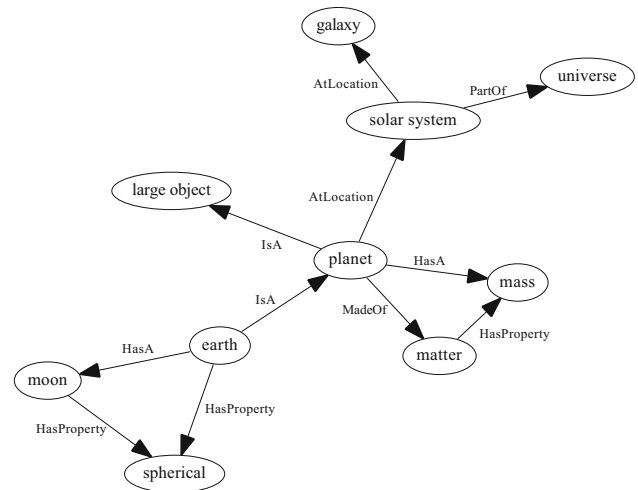 galaxy
universe
AtLocation
PartOf
solar system
large object
AtLocation
IsA
planet
HasA
mass
IsA
MadeOf
HasProperty
earth
matter
HasA
moon
HasProperty
HasProperty
spherical